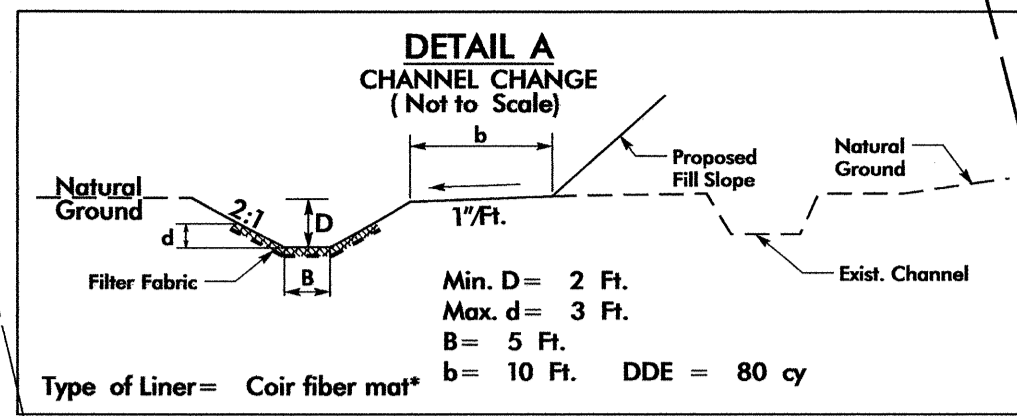 DETAIL A
CHANNEL CHANGE
( Not to Scale)
b
Natural
Ground
Proposed
Fill Slope
Natural
Ground
2:1
D
1"/Ft.
d
B
Filter Fabric
Exist. Channel
Min. D= 2 Ft.
Max. d= 3 Ft.
B= 5 Ft.
b= 10 Ft. DDE = 80 cy
Type of Liner= Coir fiber mat*